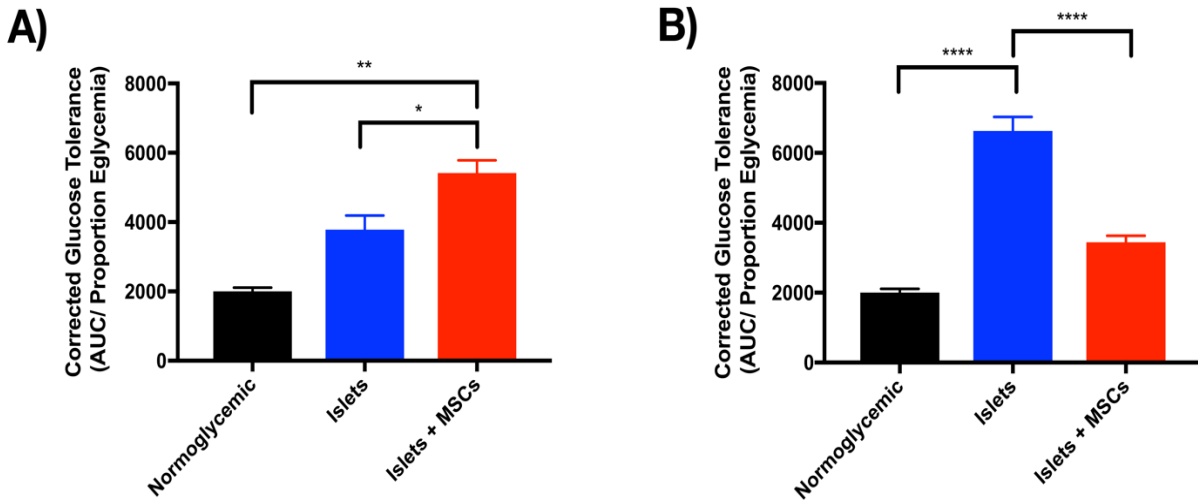 A)
Corrected Glucose Tolerance
(AUC/ Proportion Eglycemia)
8000
6000
4000
2000
0
**
*
Normoglycemic
Islets
Islets + MSCs
B)
Corrected Glucose Tolerance
(AUC/ Proportion Eglycemia)
8000
6000
4000
2000
0
****
****
Normoglycemic
Islets
Islets + MSCs